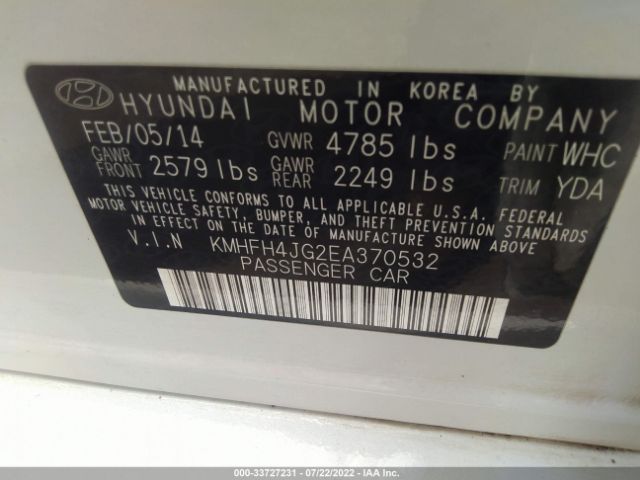 MANUFACTURED IN KOREA BY
HYUNDAI MOTOR COMPANY
FEB/05/14 GVWR 4785 lbs PAINT WHC
GAWR FRONT 2579 lbs GAWR REAR 2249 lbs TRIM YDA
THIS VEHICLE CONFORMS TO ALL APPLICABLE U.S.A. FEDERAL
MOTOR VEHICLE SAFETY, BUMPER, AND THEFT PREVENTION STANDARDS
IN EFFECT ON THE DATE OF MANUFACTURE SHOWN ABOVE.
V.I.N KMHFH4JG2EA370532
PASSENGER CAR
000-33727231 - 07/22/2022 - IAA Inc.